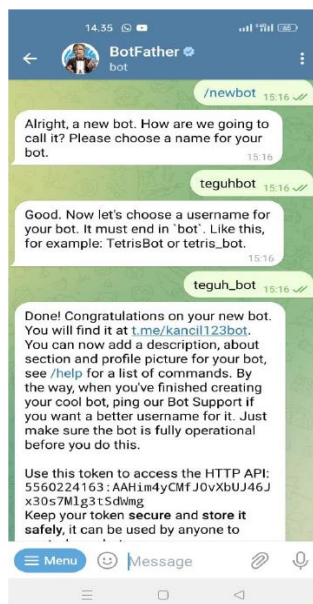 14.35
BotFather
bot
/newbot 15:16
Alright, a new bot. How are we going to
call it? Please choose a name for your
bot. 15:16
teguhbot 15:16
Good. Now let's choose a username for
your bot. It must end in `bot`. Like this,
for example: TetrisBot or tetris_bot.
15:16
teguh_bot 15:16
Done! Congratulations on your new bot.
You will find it at t.me/kancil123bot.
You can now add a description, about
section and profile picture for your bot,
see /help for a list of commands. By
the way, when you've finished creating
your cool bot, ping our Bot Support if
you want a better username for it. Just
make sure the bot is fully operational
before you do this.
Use this token to access the HTTP API:
5560224163:AAHim4yCMfJ0vXbUJ46J
x30s7Mlg3tSdWmg
Keep your token secure and store it
safely, it can be used by anyone to
Menu Message